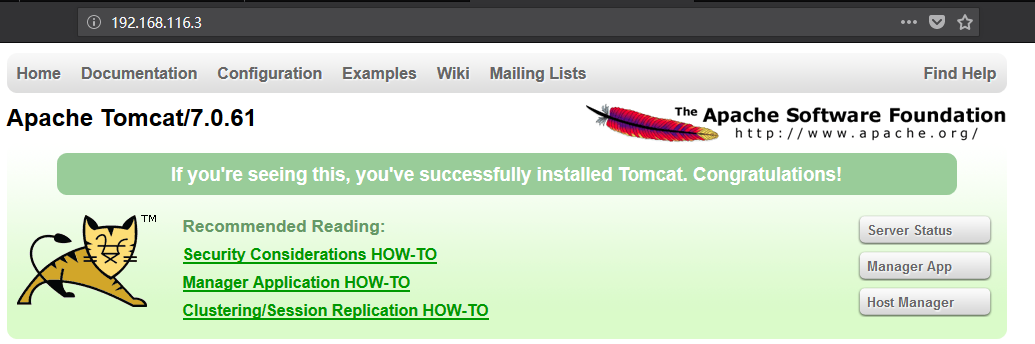 192.168.116.3
Home Documentation Configuration Examples Wiki Mailing Lists Find Help
Apache Tomcat/7.0.61
The Apache Software Foundation
http://www.apache.org/
If you're seeing this, you've successfully installed Tomcat. Congratulations!
TM
Recommended Reading:
Security Considerations HOW-TO
Manager Application HOW-TO
Clustering/Session Replication HOW-TO
Server Status
Manager App
Host Manager